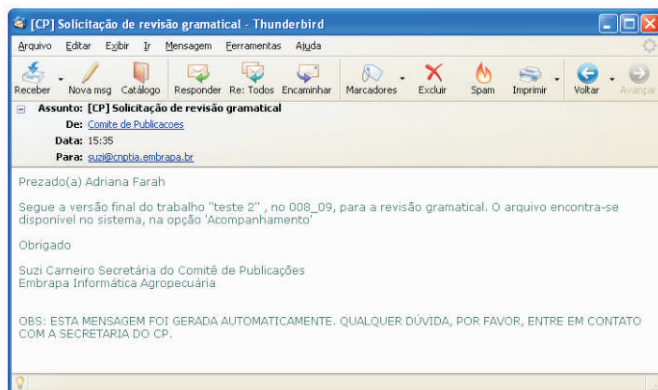 [CP] Solicitação de revisão gramatical - Thunderbird
Arquivo Editar Exibir Ir Mensagem Ferramentas Ajuda
Receber Nova msg Catálogo Responder Re: Todos Encaminhar Marcadores Excluir Spam Imprimir Voltar Avançar
Assunto: [CP] Solicitação de revisão gramatical
De: Comite de Publicacoes
Data: 15:35
Para: suzi@cnptia.embrapa.br
Prezado(a) Adriana Farah
Segue a versão final do trabalho "teste 2" , no 008_09, para a revisão gramatical. O arquivo encontra-se
disponível no sistema, na opção 'Acompanhamento'
Obrigado
Suzi Carneiro Secretária do Comitê de Publicações
Embrapa Informática Agropecuária
OBS: ESTA MENSAGEM FOI GERADA AUTOMATICAMENTE. QUALQUER DÚVIDA, POR FAVOR, ENTRE EM CONTATO
COM A SECRETARIA DO CP.